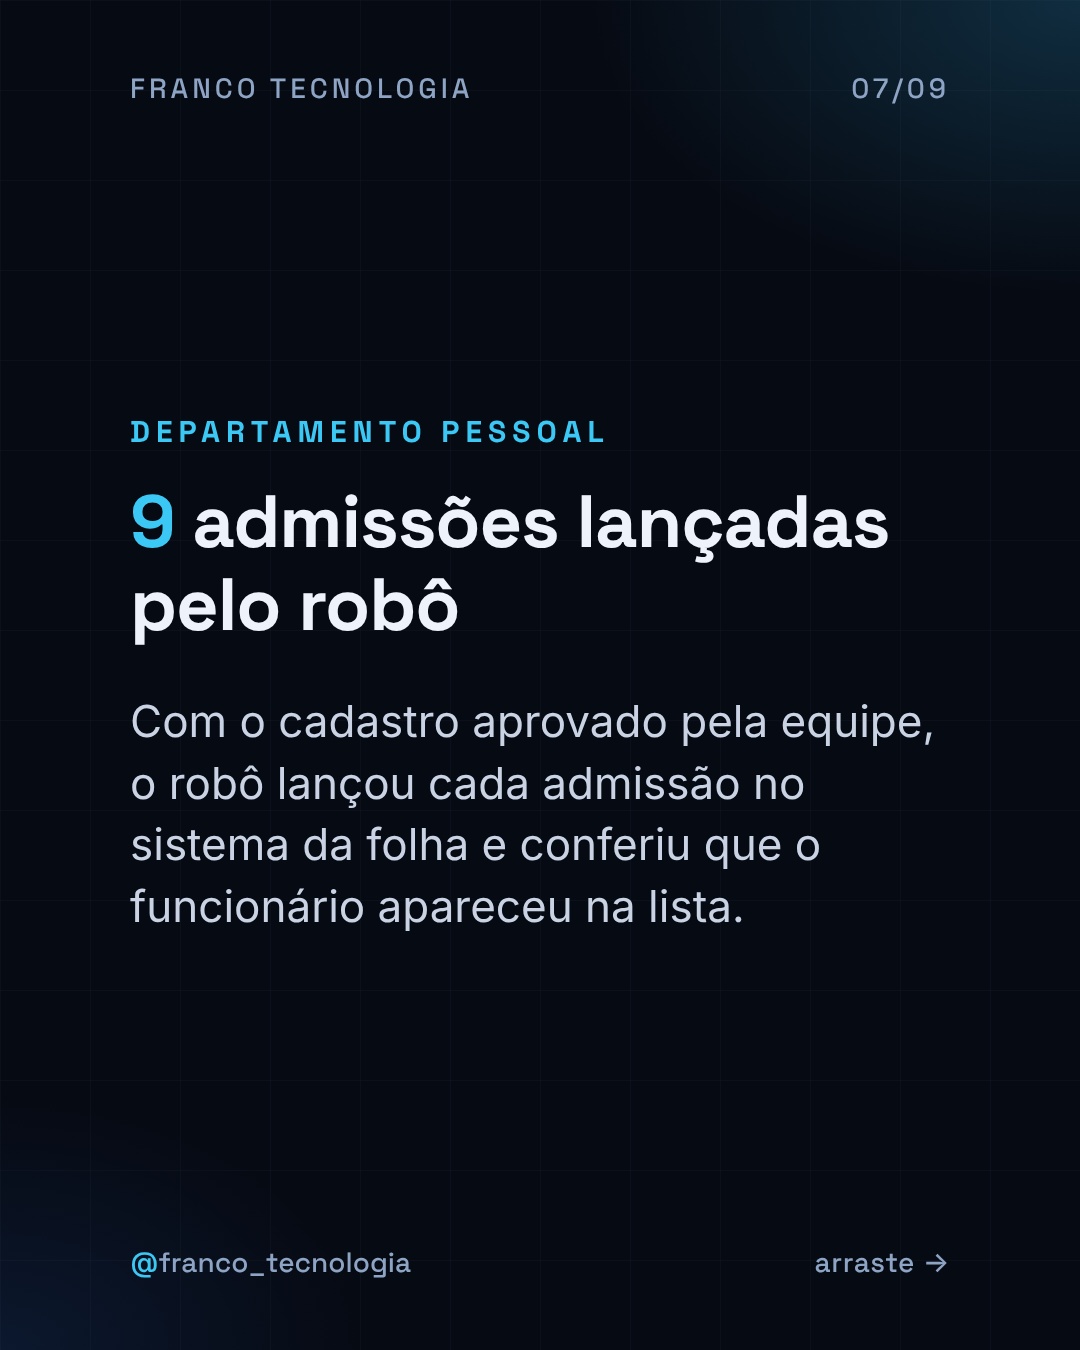 FRANCO TECNOLOGIA
07/09
DEPARTAMENTO PESSOAL
9 admissões lançadas
pelo robô
Com o cadastro aprovado pela equipe,
o robô lançou cada admissão no
sistema da folha e conferiu que o
funcionário apareceu na lista.
@franco_tecnologia
arraste →